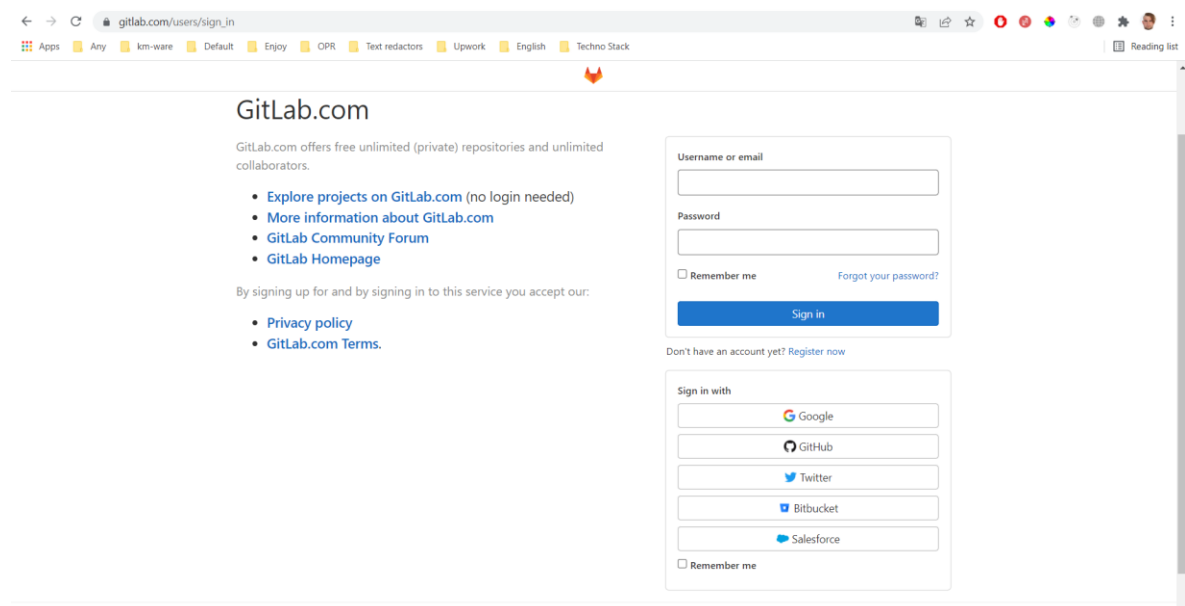 gitlab.com/users/sign_in
Apps Any km-ware Default Enjoy OPR Text redactors Upwork English Techno Stack Reading list
GitLab.com
GitLab.com offers free unlimited (private) repositories and unlimited
collaborators.
Explore projects on GitLab.com (no login needed)
More information about GitLab.com
GitLab Community Forum
GitLab Homepage
By signing up for and by signing in to this service you accept our:
Privacy policy
GitLab.com Terms.
Username or email
Password
Remember me Forgot your password?
Sign in
Don't have an account yet? Register now
Sign in with
Google
GitHub
Twitter
Bitbucket
Salesforce
Remember me